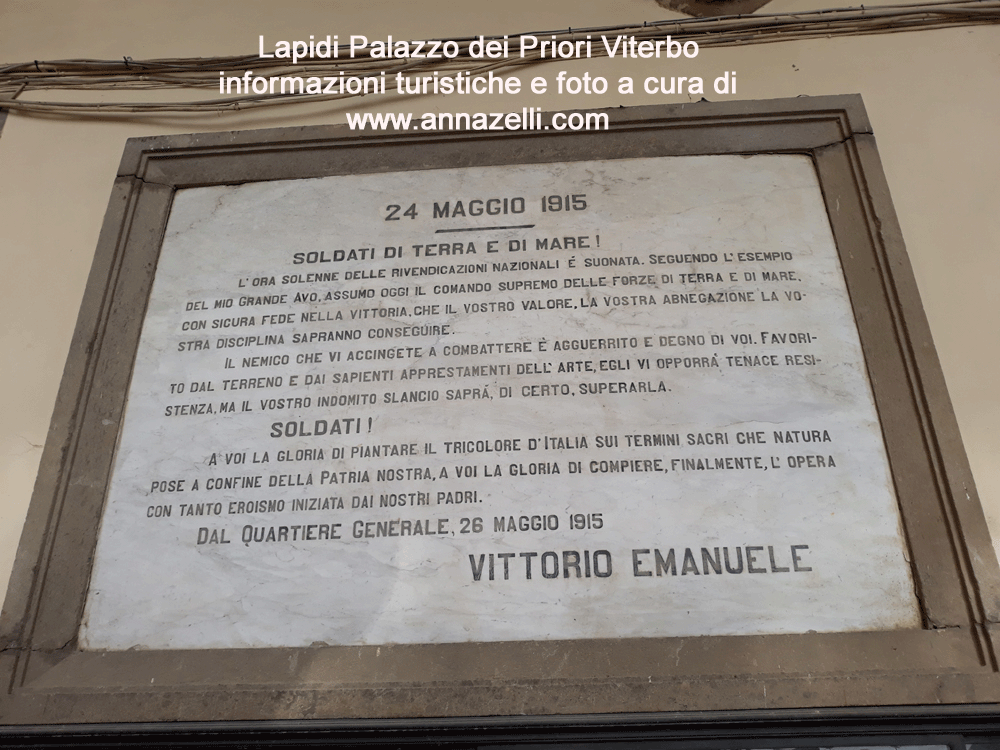 Lapidi Palazzo dei Priori Viterbo
informazioni turistiche e foto a cura di
www.annazelli.com
24 MAGGIO 1915
SOLDATI DI TERRA E DI MARE!
L'ORA SOLENNE DELLE RIVENDICAZIONI NAZIONALI É SUONATA. SEGUENDO L'ESEMPIO
DEL MIO GRANDE AVO, ASSUMO OGGI IL COMANDO SUPREMO DELLE FORZE DI TERRA E DI MARE,
CON SICURA FEDE NELLA VITTORIA, CHE IL VOSTRO VALORE, LA VOSTRA ABNEGAZIONE LA VO-
STRA DISCIPLINA SAPRANNO CONSEGUIRE.
IL NEMICO CHE VI ACCINGETE A COMBATTERE È AGGUERRITO E DEGNO DI VOI. FAVORI-
TO DAL TERRENO E DAI SAPIENTI APPRESTAMENTI DELL'ARTE, EGLI VI OPPORRÀ TENACE RESI-
STENZA, MA IL VOSTRO INDOMITO SLANCIO SAPRÁ, DI CERTO, SUPERARLA.
SOLDATI!
A VOI LA GLORIA DI PIANTARE IL TRICOLORE D'ITALIA SUI TERMINI SACRI CHE NATURA
POSE A CONFINE DELLA PATRIA NOSTRA, A VOI LA GLORIA DI COMPIERE, FINALMENTE, L'OPERA
CON TANTO EROISMO INIZIATA DAI NOSTRI PADRI.
DAL QUARTIERE GENERALE, 26 MAGGIO 1915
VITTORIO EMANUELE